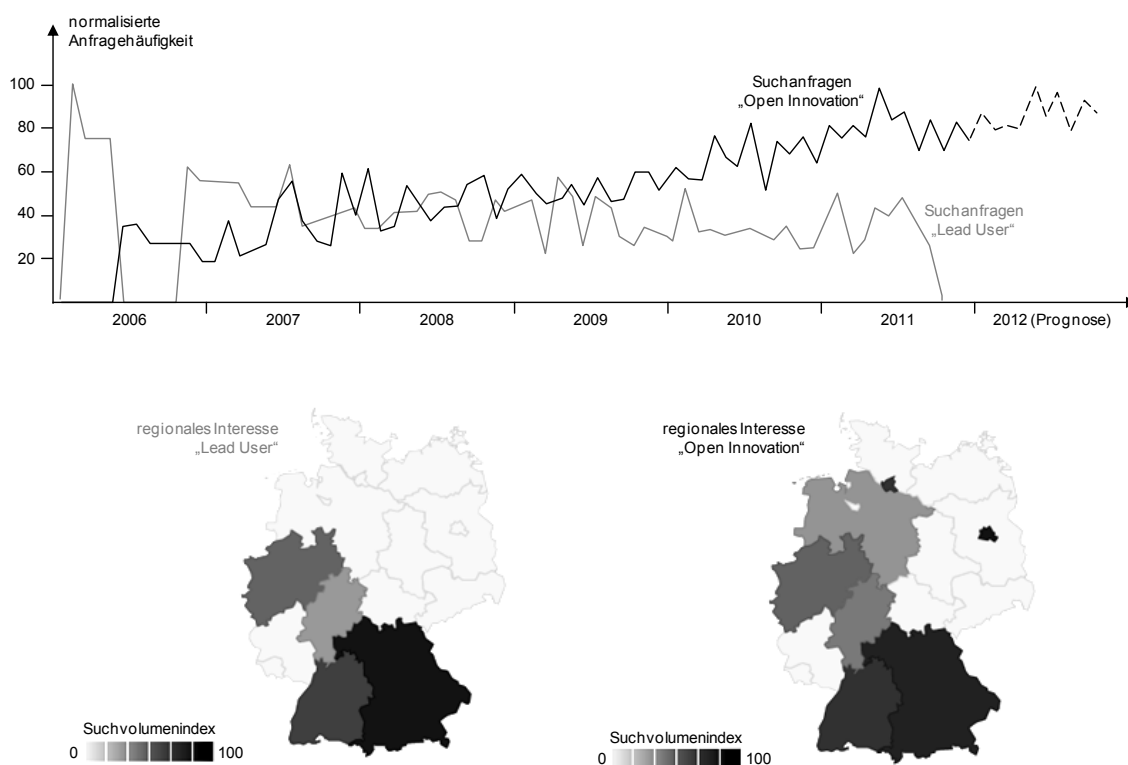 normalisierte
Anfragehäufigkeit
100
80
60
40
20
Suchanfragen
„Open Innovation“
Suchanfragen
„Lead User“
2006 2007 2008 2009 2010 2011 2012 (Prognose)
regionales Interesse
„Lead User“
regionales Interesse
„Open Innovation“
Suchvolumenindex
0 100
Suchvolumenindex
0 100